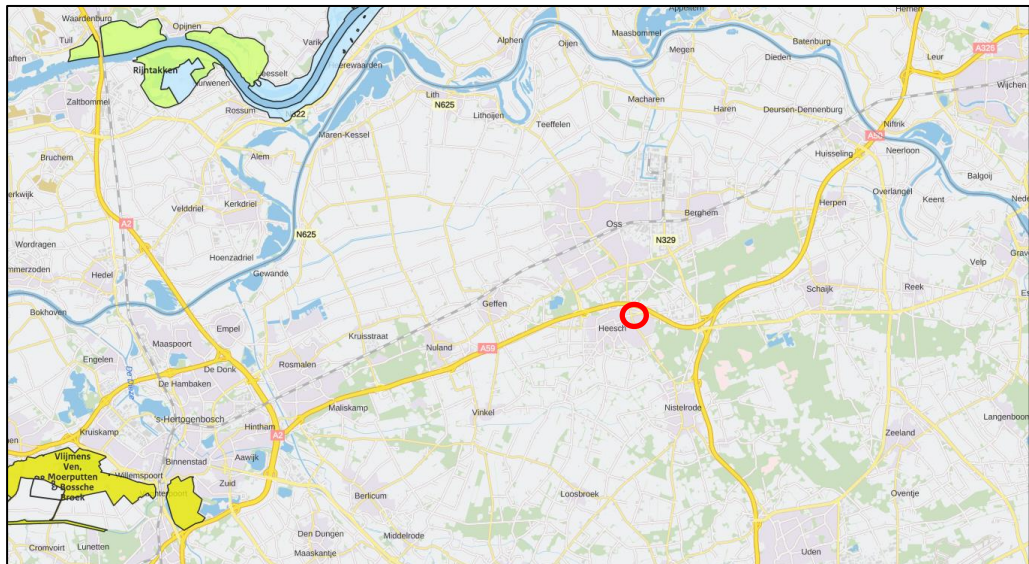 Waardenburg
Opijnen
Tuil
Varik
Rijntakken
Zaltbommel
Rossum
Alphen
Oijen
Maasbommel
Appeltern
Megen
Batenburg
Dieden
Hernen
Leur
A326
Wijchen
Lith
N625
Lithoijen
Teeffelen
Macharen
Haren
Deursen-Dennenburg
Niftrik
A50
Neerloon
Huisseling
Balgoij
Maren-Kessel
Bruchem
Alem
Kerkdriel
Velddriel
A2
N625
Hoenzadriel
Gewande
Wordragen
Hedel
Bokhoven
Oss
Berghem
N329
Overlangel
Keent
Herpen
Velp
Reek
Schaijk
Geffen
Heesch
Kruisstraat
Nuland
A59
Empel
Maaspoort
Engelen
De Donk
Rosmalen
De Hambaken
Maliskamp
Vinkel
Nistelrode
Langenboom
Zeeland
's-Hertogenbosch
Hintham
A2
Kruiskamp
Vlijmens
Ven,
Moerputten
Bossche
Broek
Willemspoort
Binnenstad
Aawijk
Zuid
Berlicum
Loosbroek
Oventje
Den Dungen
Middelrode
Maaskantje
Cromvoirt
Lunetten
Uden